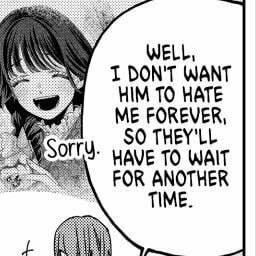 WELL,
I DON'T WANT
HIM TO HATE
ME FOREVER,
SO THEY'LL
HAVE TO WAIT
FOR ANOTHER
TIME.
Sorry.